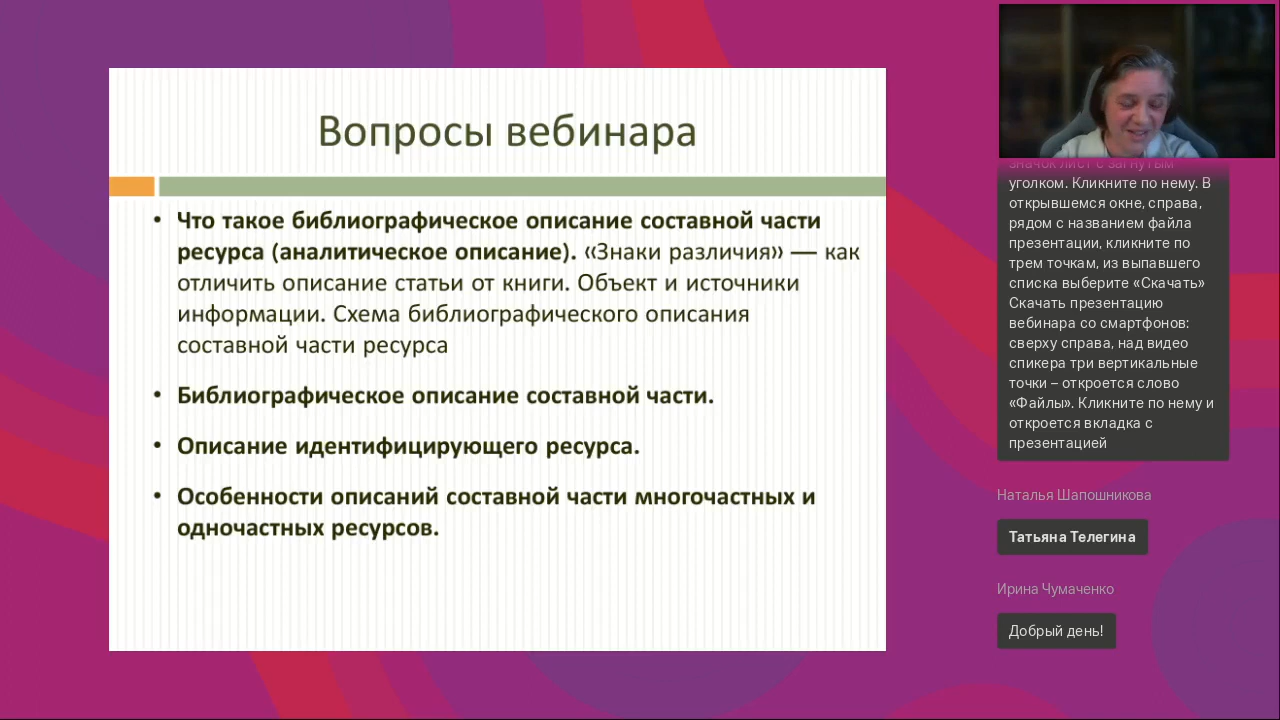 Вопросы вебинара
• Что такое библиографическое описание составной части
ресурса (аналитическое описание). «Знаки различия» — как
отличить описание статьи от книги. Объект и источники
информации. Схема библиографического описания
составной части ресурса
• Библиографическое описание составной части.
• Описание идентифицирующего ресурса.
• Особенности описаний составной части многочастных и
одночастных ресурсов.
значок лист с загнутым
уголком. Кликните по нему. В
открывшемся окне, справа,
рядом с названием файла
презентации, кликните по
трем точкам, из выпавшего
списка выберите «Скачать»
Скачать презентацию
вебинара со смартфонов:
сверху справа, над видео
спикера три вертикальные
точки – откроется слово
«Файлы». Кликните по нему и
откроется вкладка с
презентацией
Наталья Шапошникова
Татьяна Телегина
Ирина Чумаченко
Добрый день!